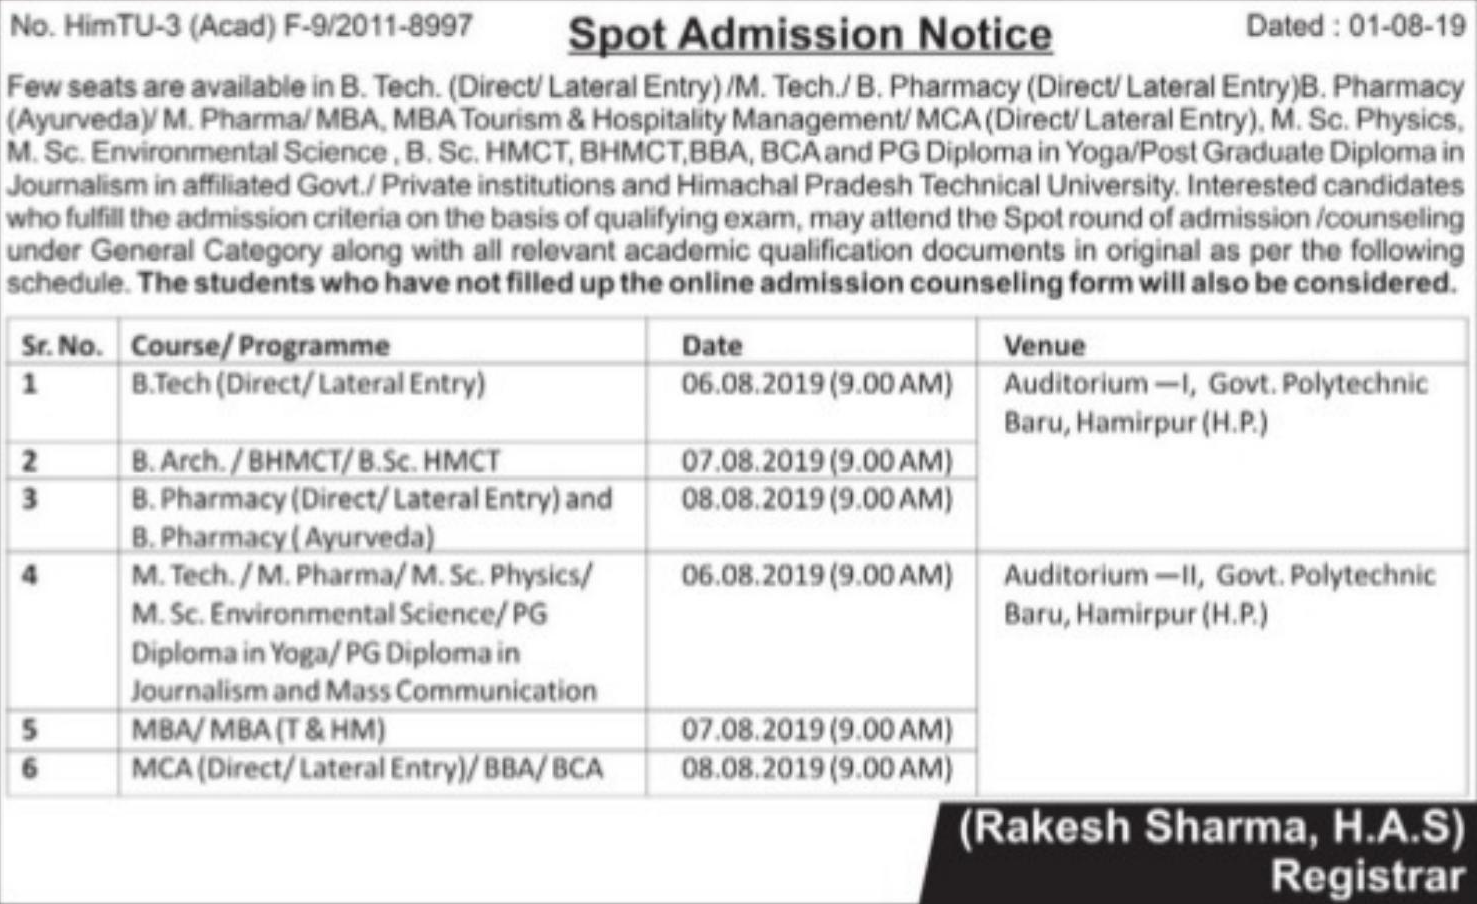 No. HimTU-3 (Acad) F-9/2011-8997
Spot Admission Notice
Dated : 01-08-19
Few seats are available in B. Tech. (Direct/ Lateral Entry) /M. Tech./ B. Pharmacy (Direct/ Lateral Entry)B. Pharmacy
(Ayurveda)/ M. Pharma/ MBA, MBA Tourism & Hospitality Management/ MCA (Direct/ Lateral Entry), M. Sc. Physics,
M. Sc. Environmental Science , B. Sc. HMCT, BHMCT,BBA, BCA and PG Diploma in Yoga/Post Graduate Diploma in
Journalism in affiliated Govt./ Private institutions and Himachal Pradesh Technical University. Interested candidates
who fulfill the admission criteria on the basis of qualifying exam, may attend the Spot round of admission /counseling
under General Category along with all relevant academic qualification documents in original as per the following
schedule. The students who have not filled up the online admission counseling form will also be considered.
Sr. No. Course/ Programme Date Venue
1 B.Tech (Direct/ Lateral Entry) 06.08.2019 (9.00 AM) Auditorium —I, Govt. Polytechnic
Baru, Hamirpur (H.P.)
2 B. Arch. / BHMCT/ B.Sc. HMCT 07.08.2019 (9.00 AM)
3 B. Pharmacy (Direct/ Lateral Entry) and 08.08.2019 (9.00 AM)
B. Pharmacy ( Ayurveda)
4 M. Tech. / M. Pharma/ M. Sc. Physics/ 06.08.2019 (9.00 AM) Auditorium —II, Govt. Polytechnic
M. Sc. Environmental Science/ PG Baru, Hamirpur (H.P.)
Diploma in Yoga/ PG Diploma in
Journalism and Mass Communication
5 MBA/ MBA (T & HM) 07.08.2019 (9.00 AM)
6 MCA (Direct/ Lateral Entry)/ BBA/ BCA 08.08.2019 (9.00 AM)
(Rakesh Sharma, H.A.S)
Registrar